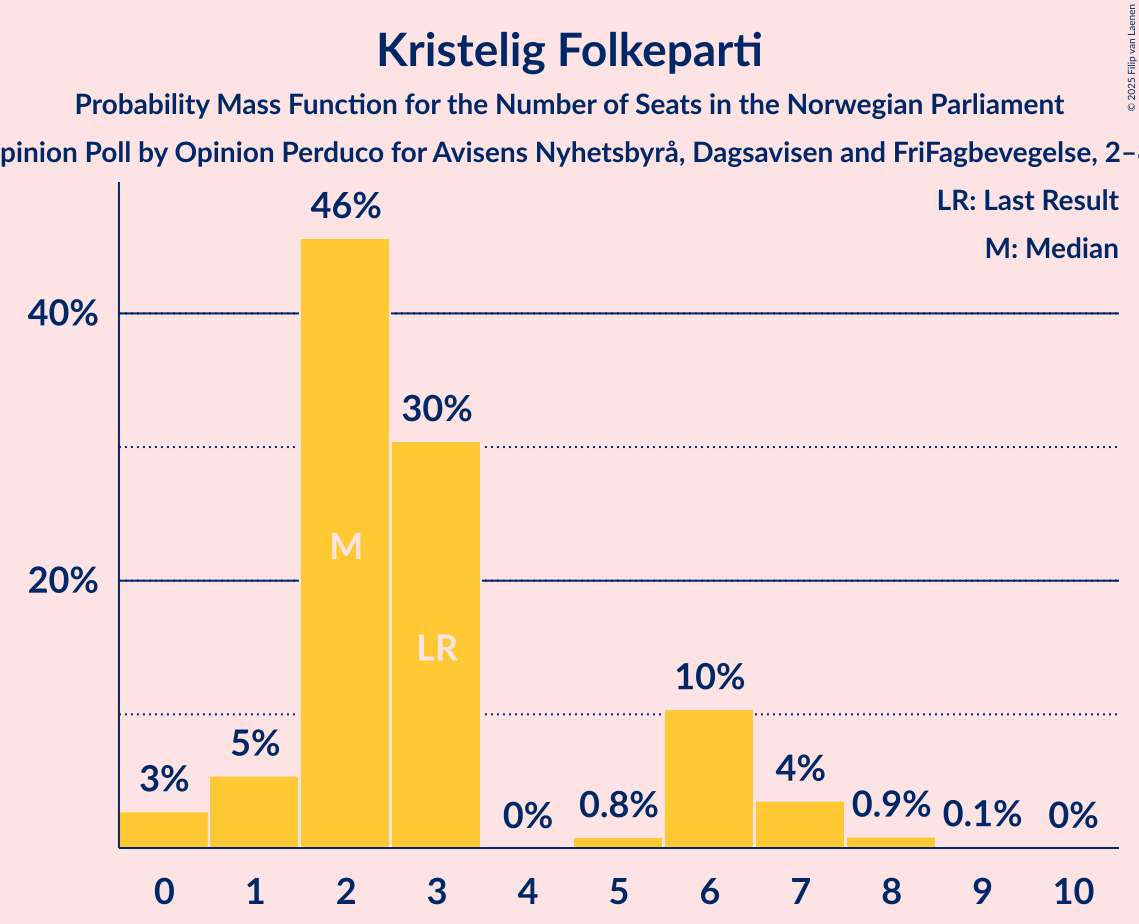 © 2025 Filip van Laenen
Kristelig Folkeparti
Probability Mass Function for the Number of Seats in the Norwegian Parliament
pinion Poll by Opinion Perduco for Avisens Nyhetsbyrå, Dagsavisen and FriFagbevegelse, 2–
LR: Last Result
M: Median
46%
40%
30%
M
20%
LR
10%
5%
4%
3%
0%
0.8%
0.9%
0.1%
0%
0 1 2 3 4 5 6 7 8 9 10